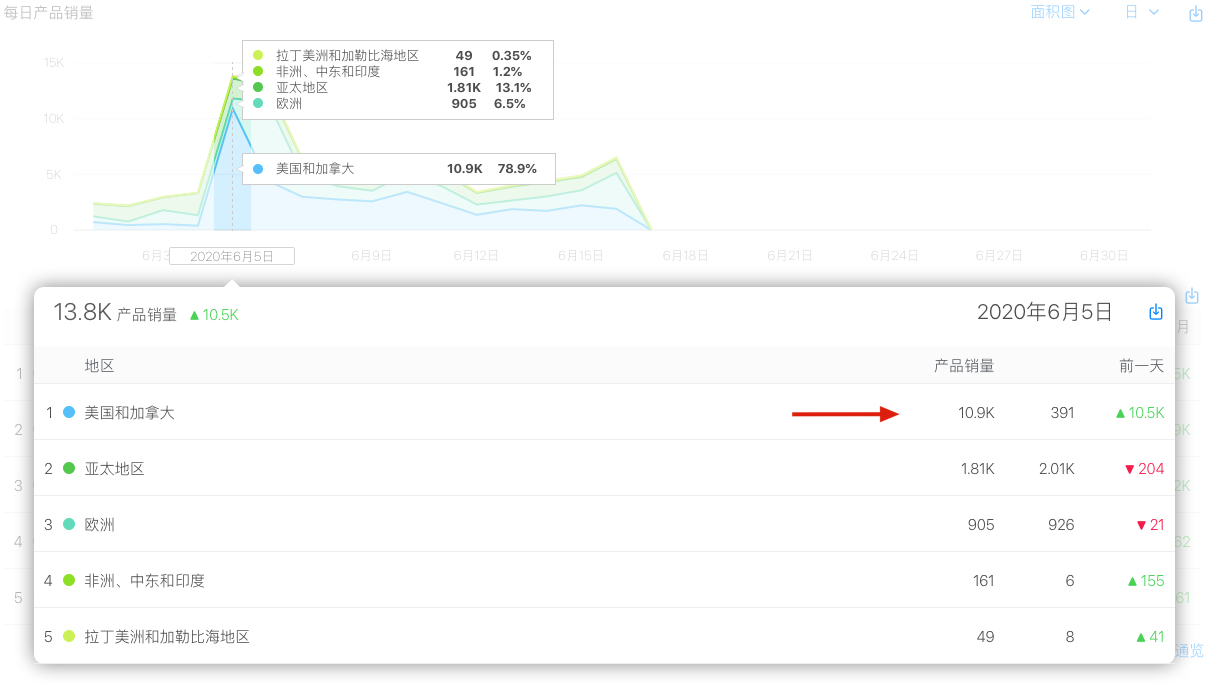 每日产品销量 面积图 日
15K
10K
5K
0
拉丁美洲和加勒比海地区 49 0.35%
非洲、中东和印度 161 1.2%
亚太地区 1.81K 13.1%
欧洲 905 6.5%
美国和加拿大 10.9K 78.9%
6月3 2020年6月5日 6月9日 6月12日 6月15日 6月18日 6月21日 6月24日 6月27日 6月30日
13.8K 产品销量 ▲10.5K 2020年6月5日
月
地区 产品销量 前一天
1 1 美国和加拿大 10.9K 391 ▲10.5K 5K
2 2 亚太地区 1.81K 2.01K ▼204 9K
3 3 欧洲 905 926 ▼21 2K
4 4 非洲、中东和印度 161 6 ▲155 62
5 5 拉丁美洲和加勒比海地区 49 8 ▲41 61
通览